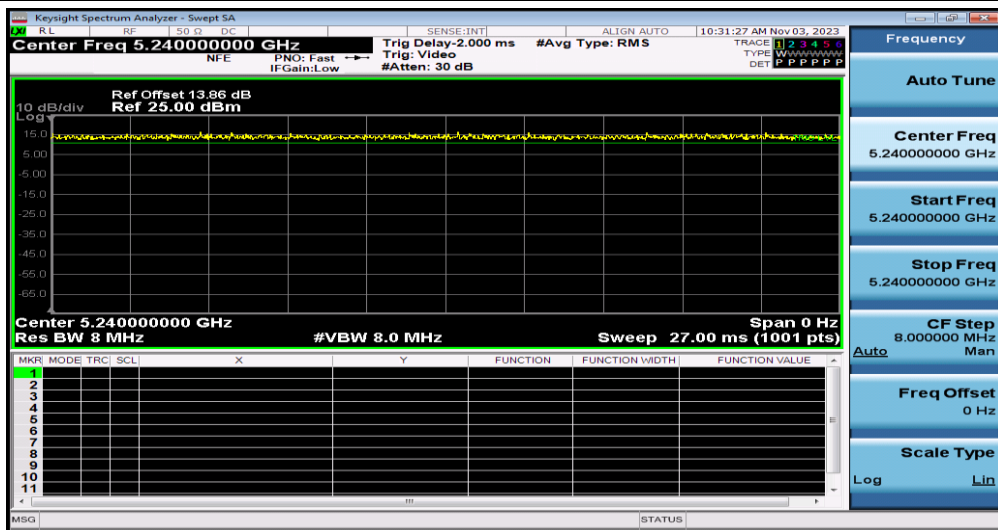 Keysight Spectrum Analyzer - Swept SA
LXI RL RF 50 Ω DC SENSE:INT ALIGN AUTO 10:31:27 AM Nov 03, 2023
Center Freq 5.240000000 GHz
NFE
PNO: Fast
IFGain:Low
Trig Delay-2.000 ms
Trig: Video
#Atten: 30 dB
#Avg Type: RMS
TRACE 1 2 3 4 5 6
TYPE WWWWWW
DET P P P P P P
Ref Offset 13.86 dB
10 dB/div Ref 25.00 dBm
Log
15.0
5.00
-5.00
-15.0
-25.0
-35.0
-45.0
-55.0
-65.0
Center 5.240000000 GHz Span 0 Hz
Res BW 8 MHz #VBW 8.0 MHz Sweep 27.00 ms (1001 pts)
MKR MODE TRC SCL X Y FUNCTION FUNCTION WIDTH FUNCTION VALUE
1
2
3
4
5
6
7
8
9
10
11
MSG STATUS
Frequency
Auto Tune
Center Freq
5.240000000 GHz
Start Freq
5.240000000 GHz
Stop Freq
5.240000000 GHz
CF Step
8.000000 MHz
Auto Man
Freq Offset
0 Hz
Scale Type
Log Lin